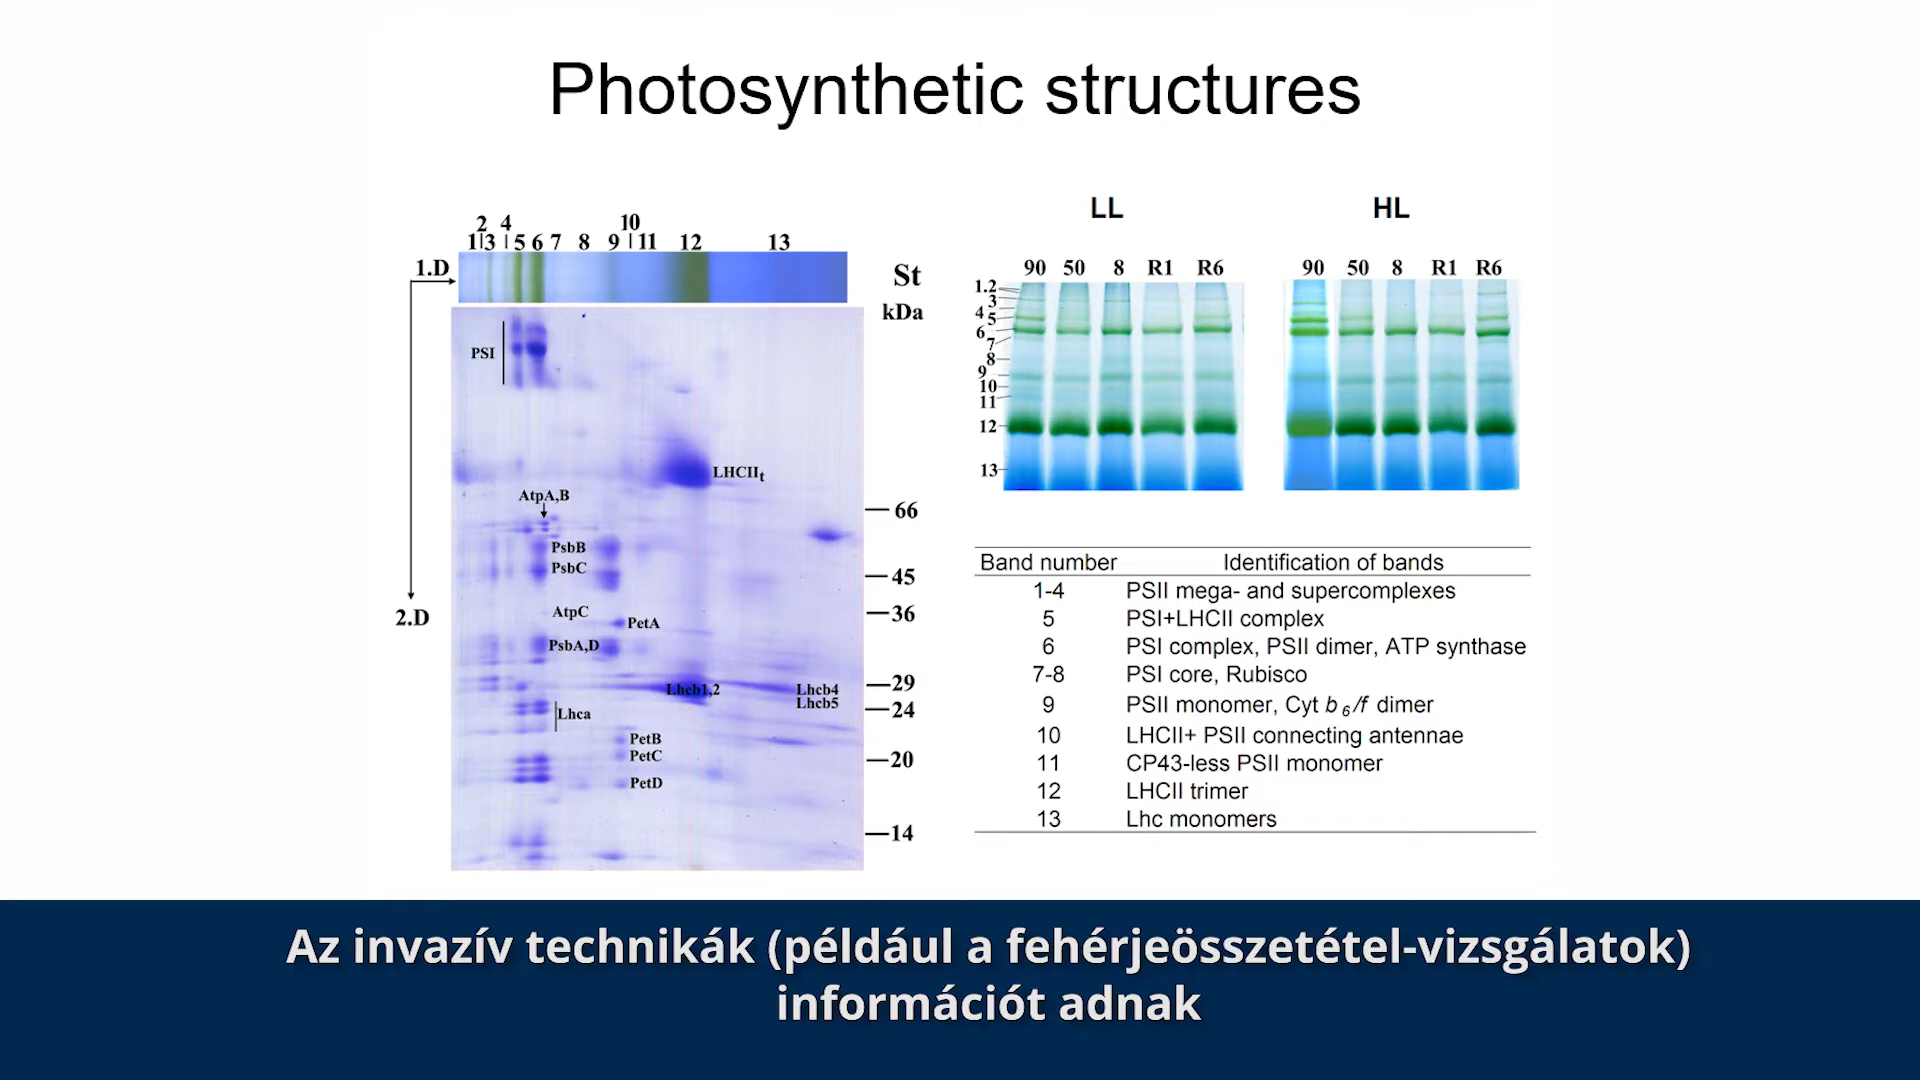 Photosynthetic structures
2 4 10
1 3 5 6 7 8 9 11 12 13
1.D
2.D
St
kDa
PSI
LHCIIt
AtpA,B
66
PsbB
PsbC
45
AtpC
36
PetA
PsbA,D
29
Lhcb1,2
Lhcb4
Lhcb5
24
Lhca
PetB
PetC
20
PetD
14
LL HL
90 50 8 R1 R6 90 50 8 R1 R6
1.2
3
4
5
6
7
8
9
10
11
12
13
Band number Identification of bands
1-4 PSII mega- and supercomplexes
5 PSI+LHCII complex
6 PSI complex, PSII dimer, ATP synthase
7-8 PSI core, Rubisco
9 PSII monomer, Cyt b6/f dimer
10 LHCII+ PSII connecting antennae
11 CP43-less PSII monomer
12 LHCII trimer
13 Lhc monomers
Az invazív technikák (például a fehérjeösszetétel-vizsgálatok)
információt adnak